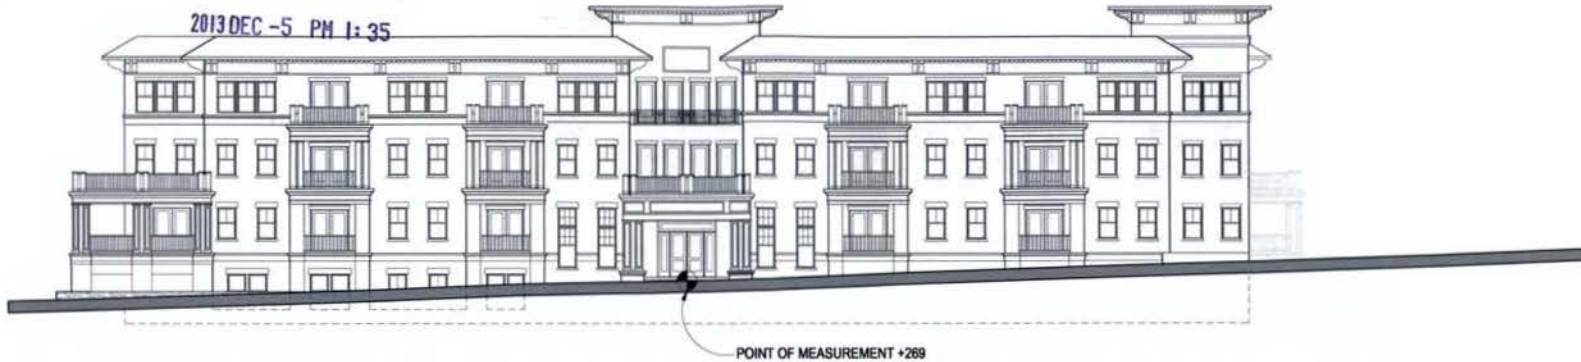 2013 DEC -5 PM 1:35
POINT OF MEASUREMENT +269